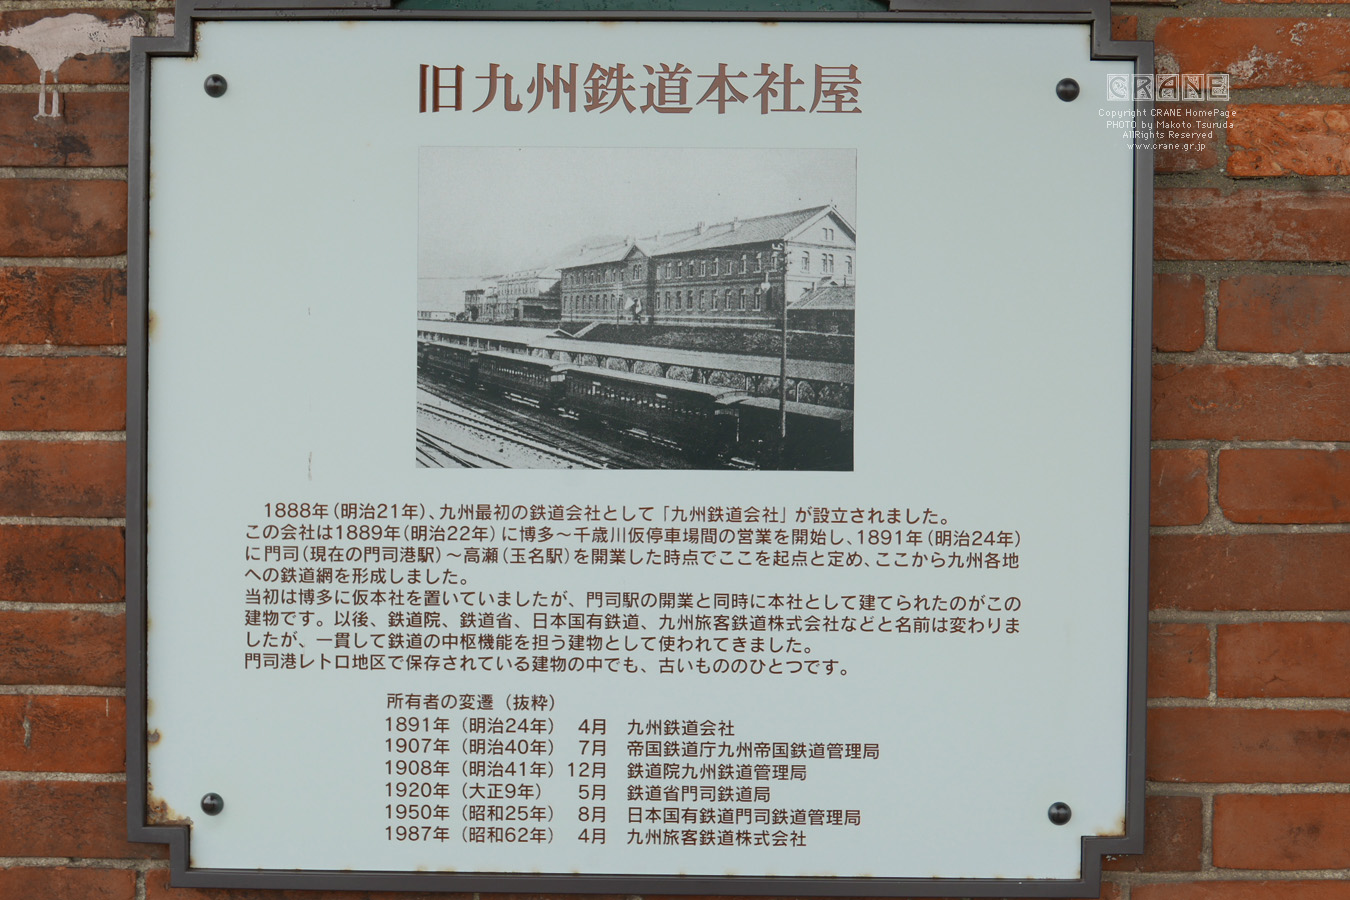 旧九州鉄道本社屋
CRANE
Copyright CRANE HomePage
PHOTO by Makoto Tsuruda
AllRights Reserved
www.crane.gr.jp
1888年(明治21年)、九州最初の鉄道会社として「九州鉄道会社」が設立されました。
この会社は1889年(明治22年)に博多～千歳川仮停車場間の営業を開始し、1891年(明治24年)
に門司(現在の門司港駅)～高瀬(玉名駅)を開業した時点でここを起点と定め、ここから九州各地
への鉄道網を形成しました。
当初は博多に仮本社を置いていましたが、門司駅の開業と同時に本社として建てられたのがこの
建物です。以後、鉄道院、鉄道省、日本国有鉄道、九州旅客鉄道株式会社などと名前は変わりま
したが、一貫して鉄道の中枢機能を担う建物として使われてきました。
門司港レトロ地区で保存されている建物の中でも、古いもののひとつです。
所有者の変遷(抜粋)
1891年(明治24年) 4月 九州鉄道会社
1907年(明治40年) 7月 帝国鉄道庁九州帝国鉄道管理局
1908年(明治41年) 12月 鉄道院九州鉄道管理局
1920年(大正9年) 5月 鉄道省門司鉄道局
1950年(昭和25年) 8月 日本国有鉄道門司鉄道管理局
1987年(昭和62年) 4月 九州旅客鉄道株式会社